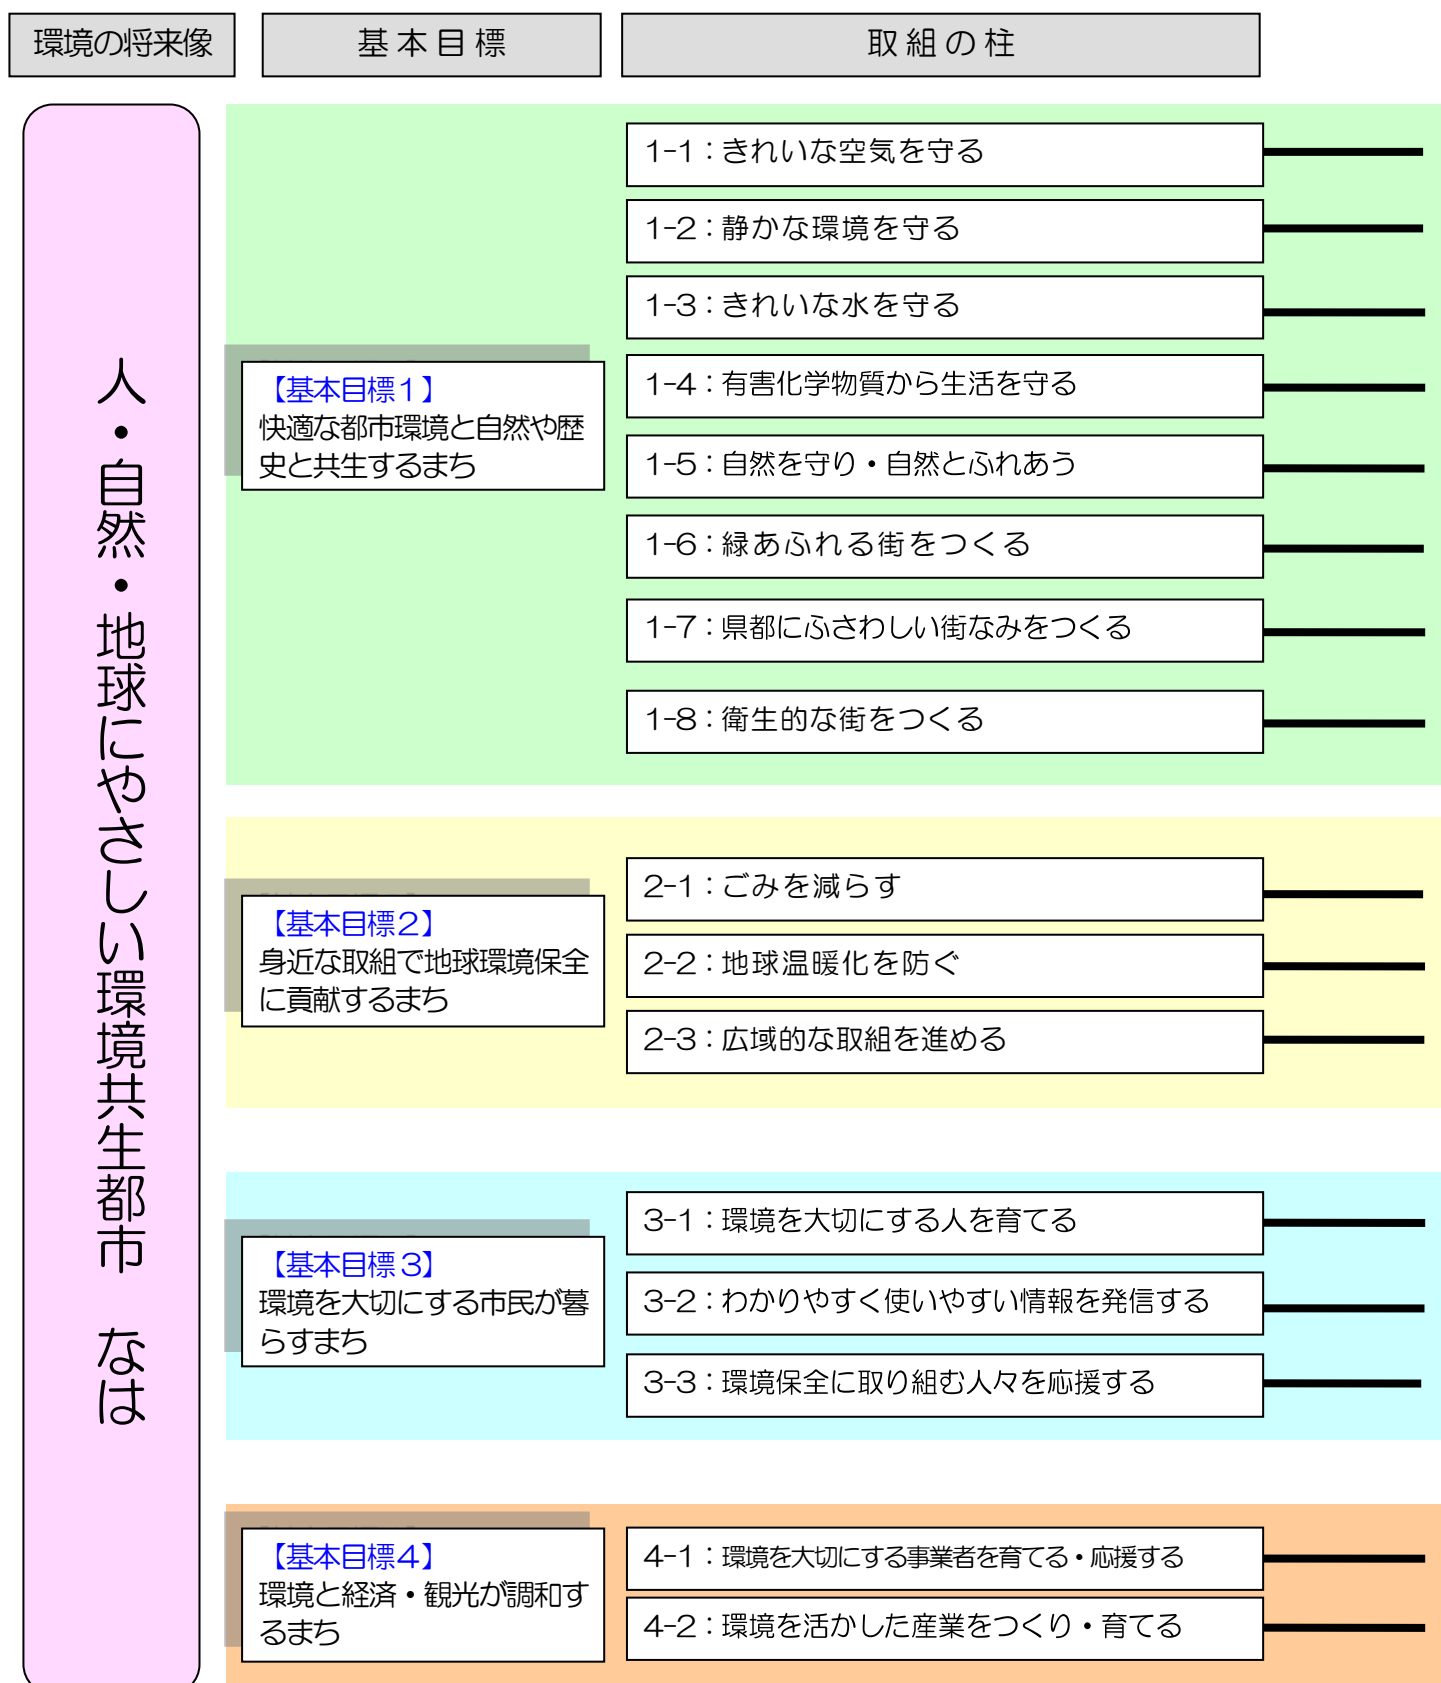 環境の将来像
基本目標
取組の柱
人・自然・地球にやさしい環境共生都市　なは
【基本目標１】
快適な都市環境と自然や歴
史と共生するまち
1-1：きれいな空気を守る
1-2：静かな環境を守る
1-3：きれいな水を守る
1-4：有害化学物質から生活を守る
1-5：自然を守り・自然とふれあう
1-6：緑あふれる街をつくる
1-7：県都にふさわしい街なみをつくる
1-8：衛生的な街をつくる
【基本目標２】
身近な取組で地球環境保全
に貢献するまち
2-1：ごみを減らす
2-2：地球温暖化を防ぐ
2-3：広域的な取組を進める
【基本目標３】
環境を大切にする市民が暮
らすまち
3-1：環境を大切にする人を育てる
3-2：わかりやすく使いやすい情報を発信する
3-3：環境保全に取り組む人々を応援する
【基本目標４】
環境と経済・観光が調和す
るまち
4-1：環境を大切にする事業者を育てる・応援する
4-2：環境を活かした産業をつくり・育てる